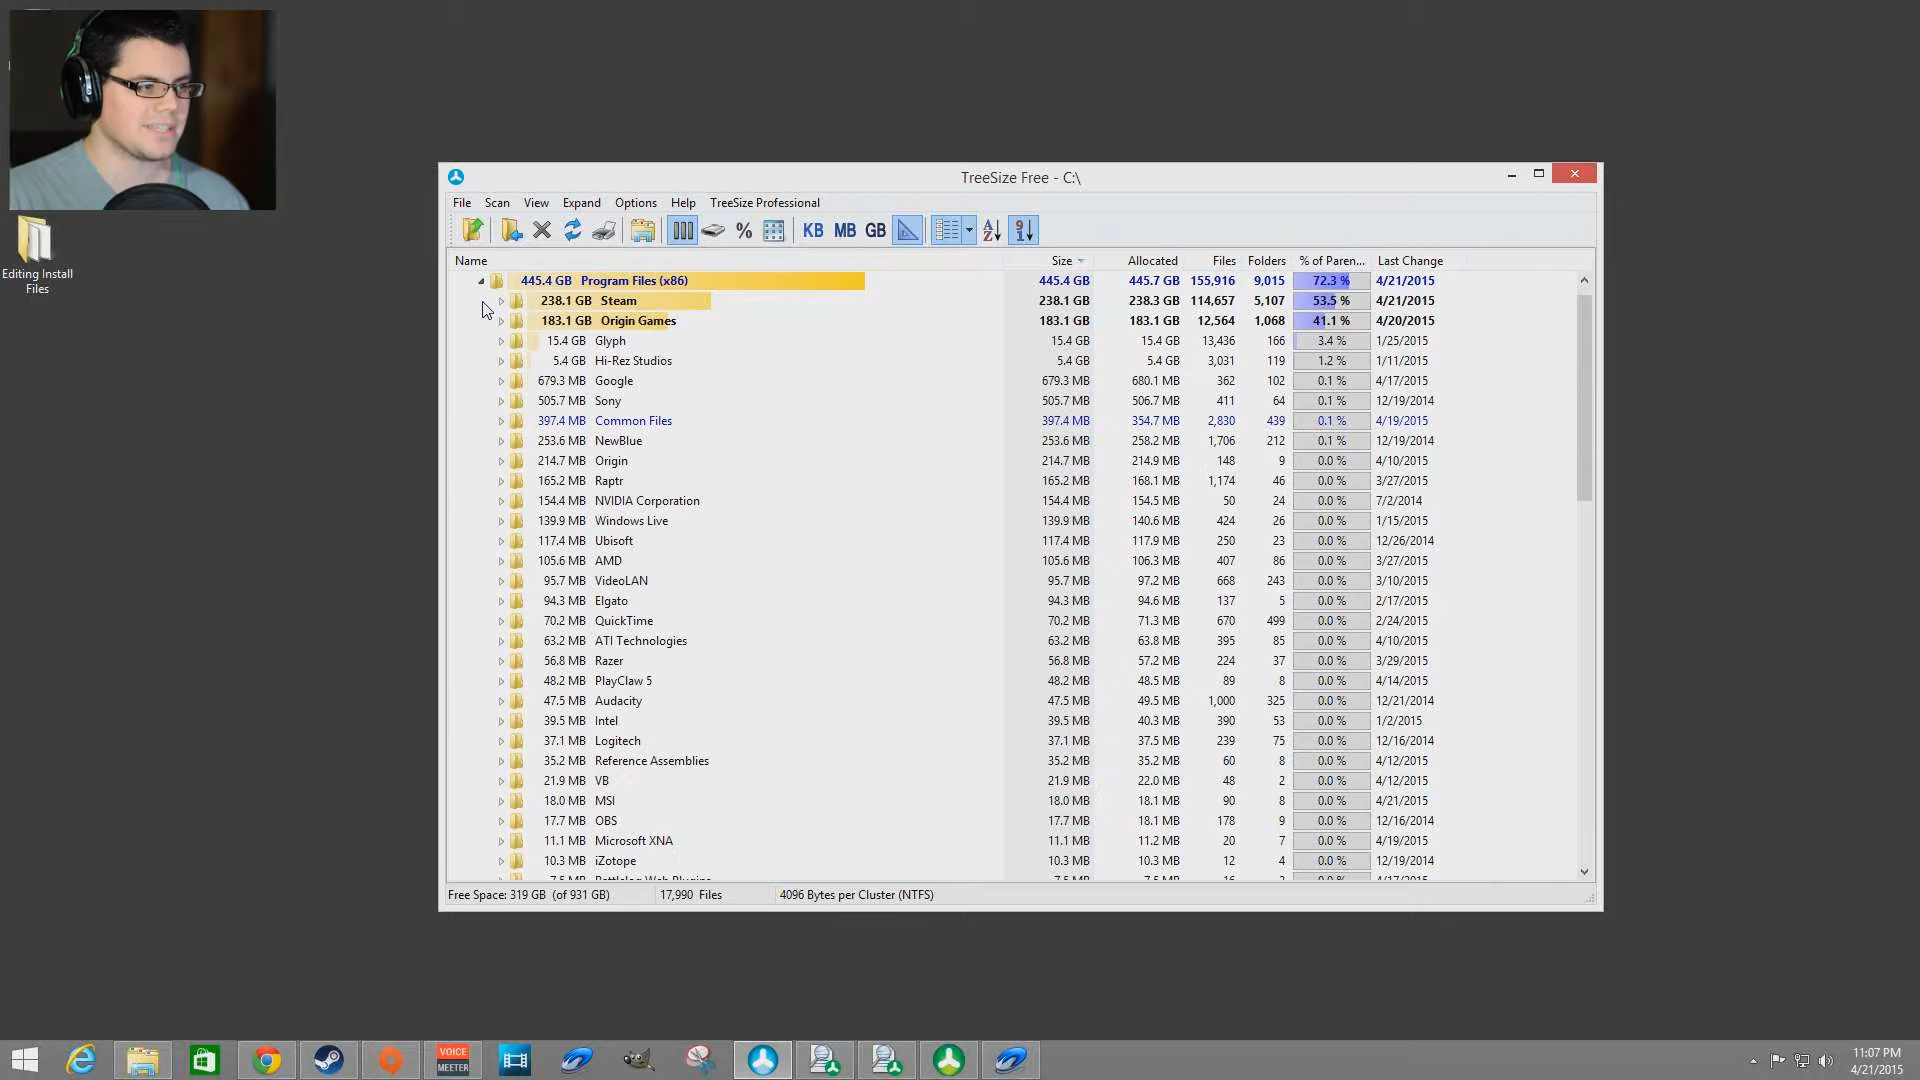 Editing Install
Files
TreeSize Free - C:\
File Scan View Expand Options Help TreeSize Professional
% KB MB GB
Name Size Allocated Files Folders % of Paren... Last Change
445.4 GB Program Files (x86) 445.4 GB 445.7 GB 155,916 9,015 72.3 % 4/21/2015
238.1 GB Steam 238.1 GB 238.3 GB 114,657 5,107 53.5 % 4/21/2015
183.1 GB Origin Games 183.1 GB 183.1 GB 12,564 1,068 41.1 % 4/20/2015
15.4 GB Glyph 15.4 GB 15.4 GB 13,436 166 3.4 % 1/25/2015
5.4 GB Hi-Rez Studios 5.4 GB 5.4 GB 3,031 119 1.2 % 1/11/2015
679.3 MB Google 679.3 MB 680.1 MB 362 102 0.1 % 4/17/2015
505.7 MB Sony 505.7 MB 506.7 MB 411 64 0.1 % 12/19/2014
397.4 MB Common Files 397.4 MB 354.7 MB 2,830 439 0.1 % 4/19/2015
253.6 MB NewBlue 253.6 MB 258.2 MB 1,706 212 0.1 % 12/19/2014
214.7 MB Origin 214.7 MB 214.9 MB 148 9 0.0 % 4/10/2015
165.2 MB Raptr 165.2 MB 168.1 MB 1,174 46 0.0 % 3/27/2015
154.4 MB NVIDIA Corporation 154.4 MB 154.5 MB 50 24 0.0 % 7/2/2014
139.9 MB Windows Live 139.9 MB 140.6 MB 424 26 0.0 % 1/15/2015
117.4 MB Ubisoft 117.4 MB 117.9 MB 250 23 0.0 % 12/26/2014
105.6 MB AMD 105.6 MB 106.3 MB 407 86 0.0 % 3/27/2015
95.7 MB VideoLAN 95.7 MB 97.2 MB 668 243 0.0 % 3/10/2015
94.3 MB Elgato 94.3 MB 94.6 MB 137 5 0.0 % 2/17/2015
70.2 MB QuickTime 70.2 MB 71.3 MB 670 499 0.0 % 2/24/2015
63.2 MB ATI Technologies 63.2 MB 63.8 MB 395 85 0.0 % 4/10/2015
56.8 MB Razer 56.8 MB 57.2 MB 224 37 0.0 % 3/29/2015
48.2 MB PlayClaw 5 48.2 MB 48.5 MB 89 8 0.0 % 4/14/2015
47.5 MB Audacity 47.5 MB 49.5 MB 1,000 325 0.0 % 12/21/2014
39.5 MB Intel 39.5 MB 40.3 MB 390 53 0.0 % 1/2/2015
37.1 MB Logitech 37.1 MB 37.5 MB 239 75 0.0 % 12/16/2014
35.2 MB Reference Assemblies 35.2 MB 35.2 MB 60 8 0.0 % 4/12/2015
21.9 MB VB 21.9 MB 22.0 MB 48 2 0.0 % 4/12/2015
18.0 MB MSI 18.0 MB 18.1 MB 90 8 0.0 % 4/21/2015
17.7 MB OBS 17.7 MB 18.1 MB 178 9 0.0 % 12/16/2014
11.1 MB Microsoft XNA 11.1 MB 11.2 MB 20 7 0.0 % 4/19/2015
10.3 MB iZotope 10.3 MB 10.3 MB 12 4 0.0 % 12/19/2014
Free Space: 319 GB (of 931 GB) 17,990 Files 4096 Bytes per Cluster (NTFS)
VOICE
MEETER
11:07 PM
4/21/2015